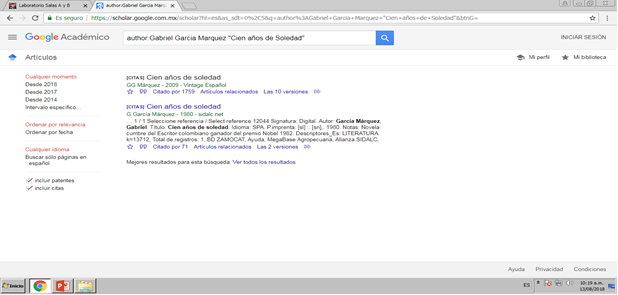 Laboratorio Salas A y B
author:Gabriel Garcia Marqu
Es seguro
https://scholar.google.com.mx/scholar?hl=es&as_sdt=0%2C5&q=author%3AGabriel+Garcia+Marquez+"Cien+años+de+Soledad"&btnG=
Google Académico
author:Gabriel Garcia Marquez "Cien años de Soledad"
INICIAR SESIÓN
Artículos
Mi perfil
Mi biblioteca
Cualquier momento
Desde 2018
Desde 2017
Desde 2014
Intervalo específico...
Ordenar por relevancia
Ordenar por fecha
Cualquier idioma
Buscar sólo páginas en
español
incluir patentes
incluir citas
[CITAS] Cien años de soledad
GG Márquez - 2009 - Vintage Español
Citado por 1759 Artículos relacionados Las 10 versiones
[CITAS] Cien años de soledad
G García Márquez - 1980 - sidalc.net
... 1 / 1 Seleccione referencia / Select reference 12044 Signatura: Digital. Autor: García Márquez,
Gabriel. Título: Cien años de soledad. Idioma: SPA. P.imprenta: [sl] ; [sn]., 1980. Notas: Novela
cumbre del Escritor colombiano ganador del premio Nobel 1982. Descriptores_Es: LITERATURA,
k=13712, Total de registros: 1. BD ZAMOCAT, Ayuda, MegaBase Agropecuaria, Alianza SIDALC,
Citado por 71 Artículos relacionados Las 2 versiones
Mejores resultados para esta búsqueda. Ver todos los resultados
Ayuda Privacidad Condiciones
Inicio
ES
10:19 a.m.
13/08/2018